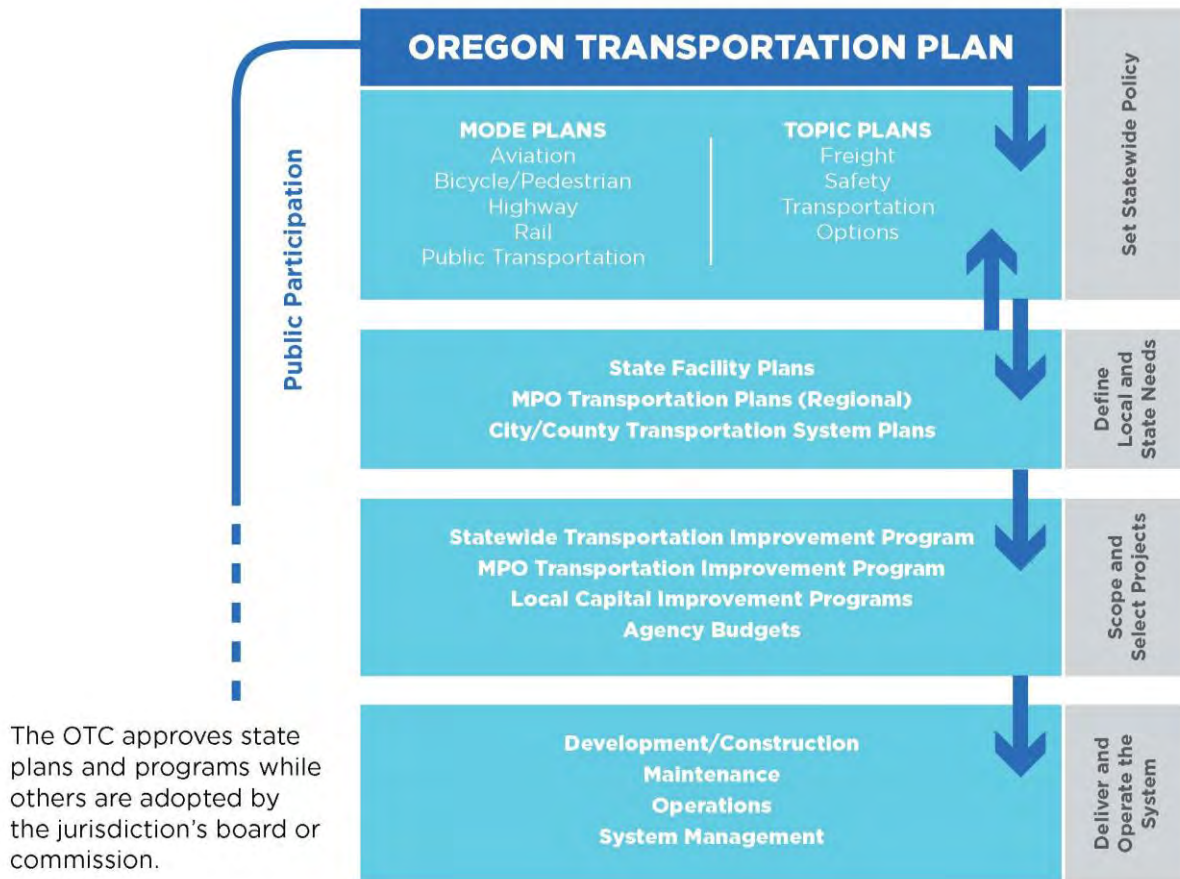 OREGON TRANSPORTATION PLAN
MODE PLANS
Aviation
Bicycle/Pedestrian
Highway
Rail
Public Transportation
TOPIC PLANS
Freight
Safety
Transportation
Options
Set Statewide Policy
Public Participation
State Facility Plans
MPO Transportation Plans (Regional)
City/County Transportation System Plans
Define
Local and
State Needs
Statewide Transportation Improvement Program
MPO Transportation Improvement Program
Local Capital Improvement Programs
Agency Budgets
Scope and
Select Projects
Development/Construction
Maintenance
Operations
System Management
Deliver and
Operate the
System
The OTC approves state
plans and programs while
others are adopted by
the jurisdiction's board or
commission.